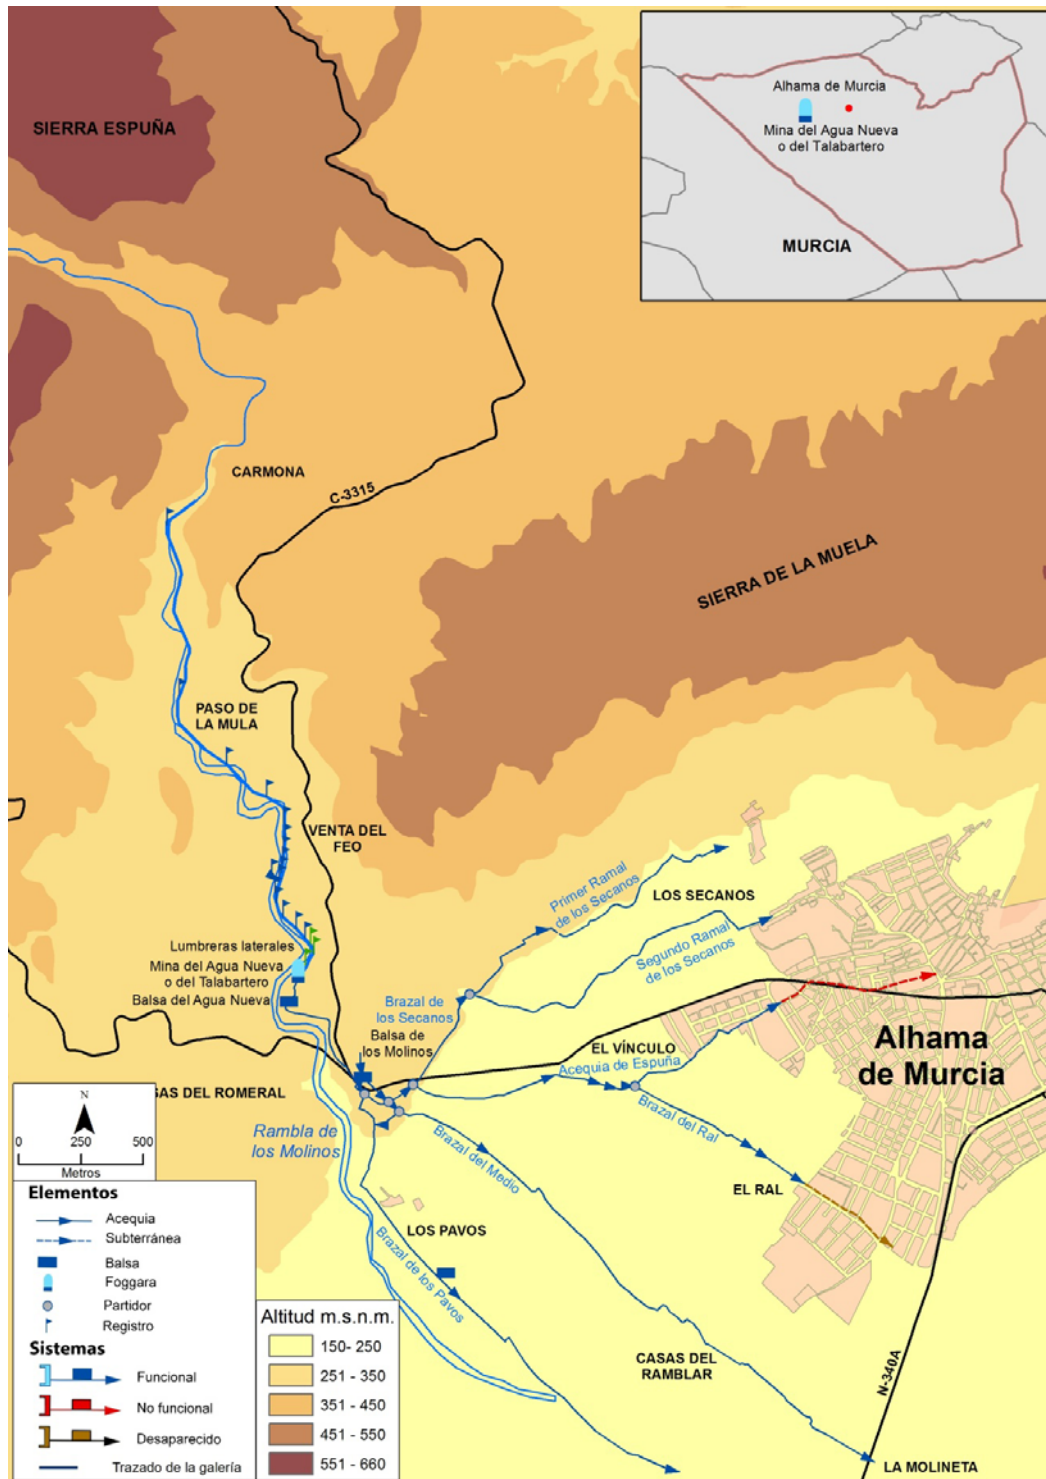 SIERRA ESPUÑA
Alhama de Murcia
Mina del Agua Nueva
o del Talabartero
MURCIA
CARMONA
C-3315
SIERRA DE LA MUELA
PASO DE
LA MULA
VENTA DEL
FEO
Primer Ramal
de los Secanos
LOS SECANOS
Segundo Ramal
de los Secanos
Lumbreras laterales
Mina del Agua Nueva
o del Talabartero
Balsa del Agua Nueva
Brazal de
los Secanos
Balsa de
los Molinos
EL VÍNCULO
Acequia de Espuña
Alhama
de Murcia
SAS DEL ROMERAL
Rambla de
los Molinos
Brazal del Medio
Brazal del Ral
EL RAL
LOS PAVOS
Brazal de los Pavos
CASAS DEL
RAMBLAR
N-340A
LA MOLINETA
N
0 250 500
Metros
Elementos
Acequia
Subterránea
Balsa
Foggara
Partidor
Registro
Sistemas
Funcional
No funcional
Desaparecido
Trazado de la galería
Altitud m.s.n.m.
150- 250
251 - 350
351 - 450
451 - 550
551 - 660